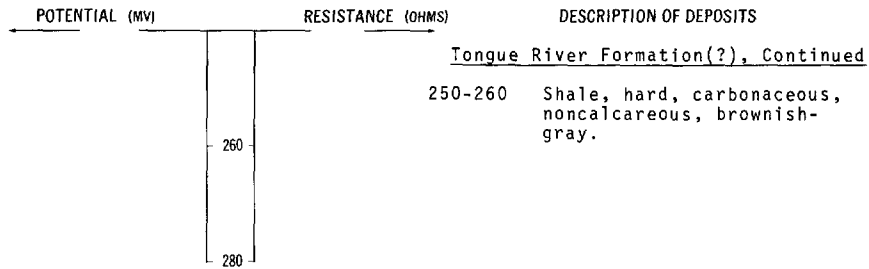 POTENTIAL (MV) RESISTANCE (OHMS) DESCRIPTION OF DEPOSITS
Tongue River Formation(?), Continued
250-260 Shale, hard, carbonaceous,
noncalcareous, brownish-
gray.
260
280